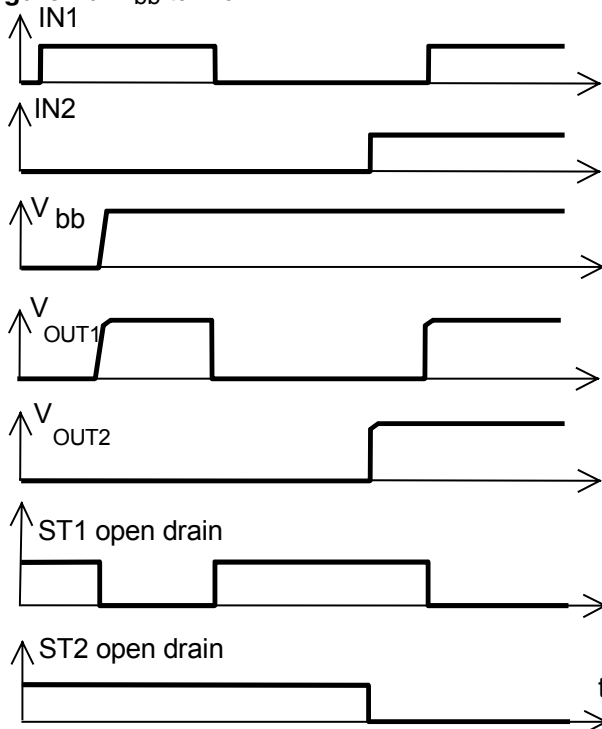 IN1
IN2
V bb
V OUT1
V OUT2
ST1 open drain
ST2 open drain
t